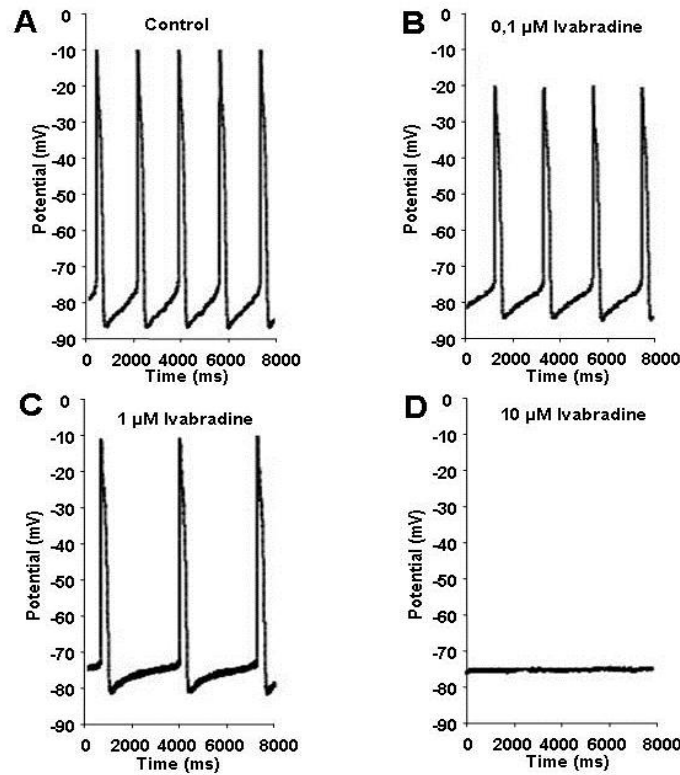 A
Control
0
-10
-20
-30
-40
-50
-60
-70
-80
-90
Potential (mV)
0 2000 4000 6000 8000
Time (ms)
B
0,1 µM Ivabradine
0
-10
-20
-30
-40
-50
-60
-70
-80
-90
Potential (mV)
0 2000 4000 6000 8000
Time (ms)
C
1 µM Ivabradine
0
-10
-20
-30
-40
-50
-60
-70
-80
-90
Potential (mV)
0 2000 4000 6000 8000
Time (ms)
D
10 µM Ivabradine
0
-10
-20
-30
-40
-50
-60
-70
-80
-90
Potential (mV)
0 2000 4000 6000 8000
Time (ms)